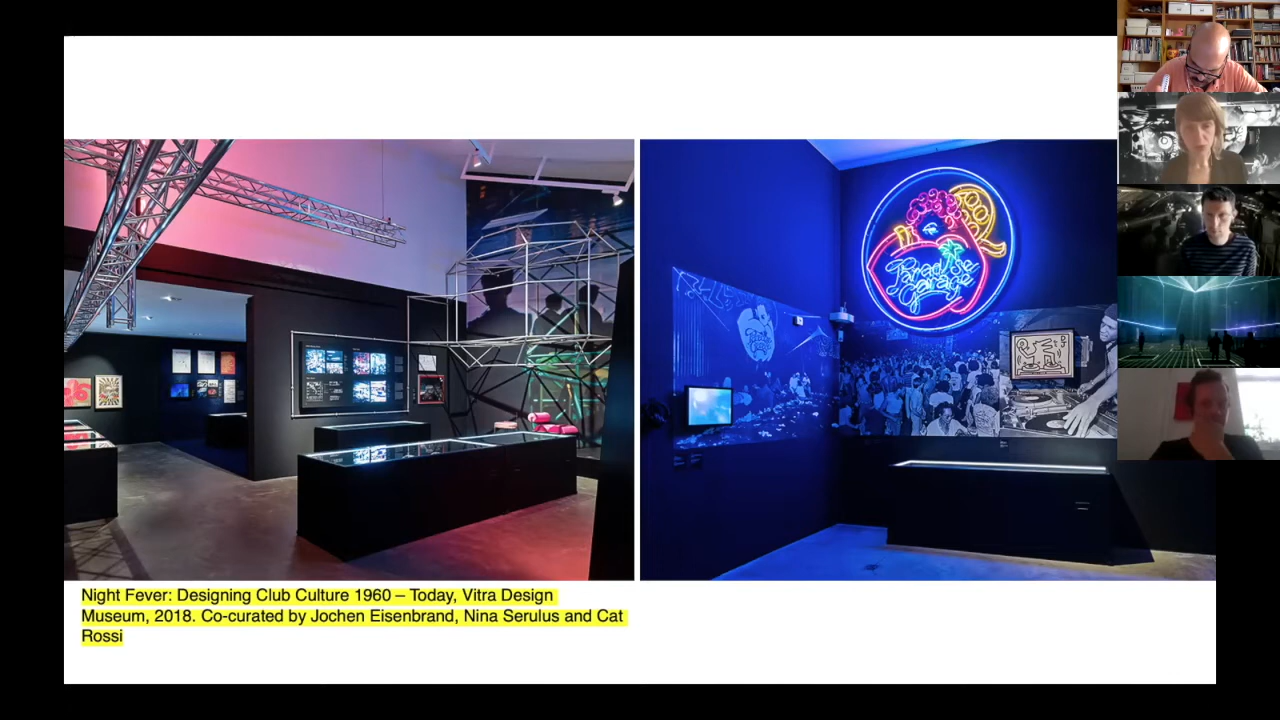 Paradise
Garage
Night Fever: Designing Club Culture 1960 – Today, Vitra Design
Museum, 2018. Co-curated by Jochen Eisenbrand, Nina Serulus and Cat
Rossi